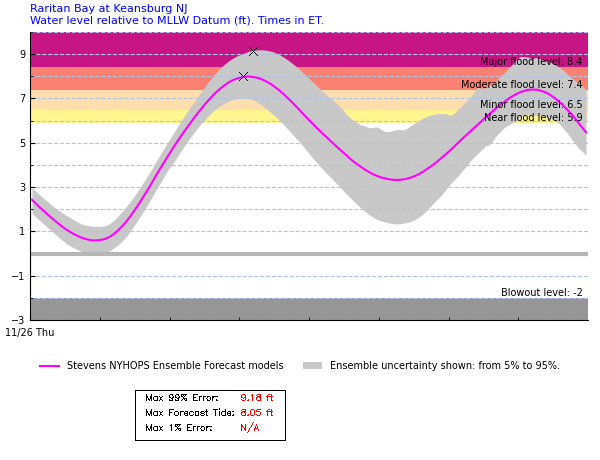 Raritan Bay at Keansburg NJ
Water level relative to MLLW Datum (ft). Times in ET.
9
Major flood level: 8.4
Moderate flood level: 7.4
7
Minor flood level: 6.5
Near flood level: 5.9
5
3
1
−1
Blowout level: -2
−3
11/26 Thu
Stevens NYHOPS Ensemble Forecast models
Ensemble uncertainty shown: from 5% to 95%.
Max 99% Error: 9.18 ft
Max Forecast Tide: 8.05 ft
Max 1% Error: N/A